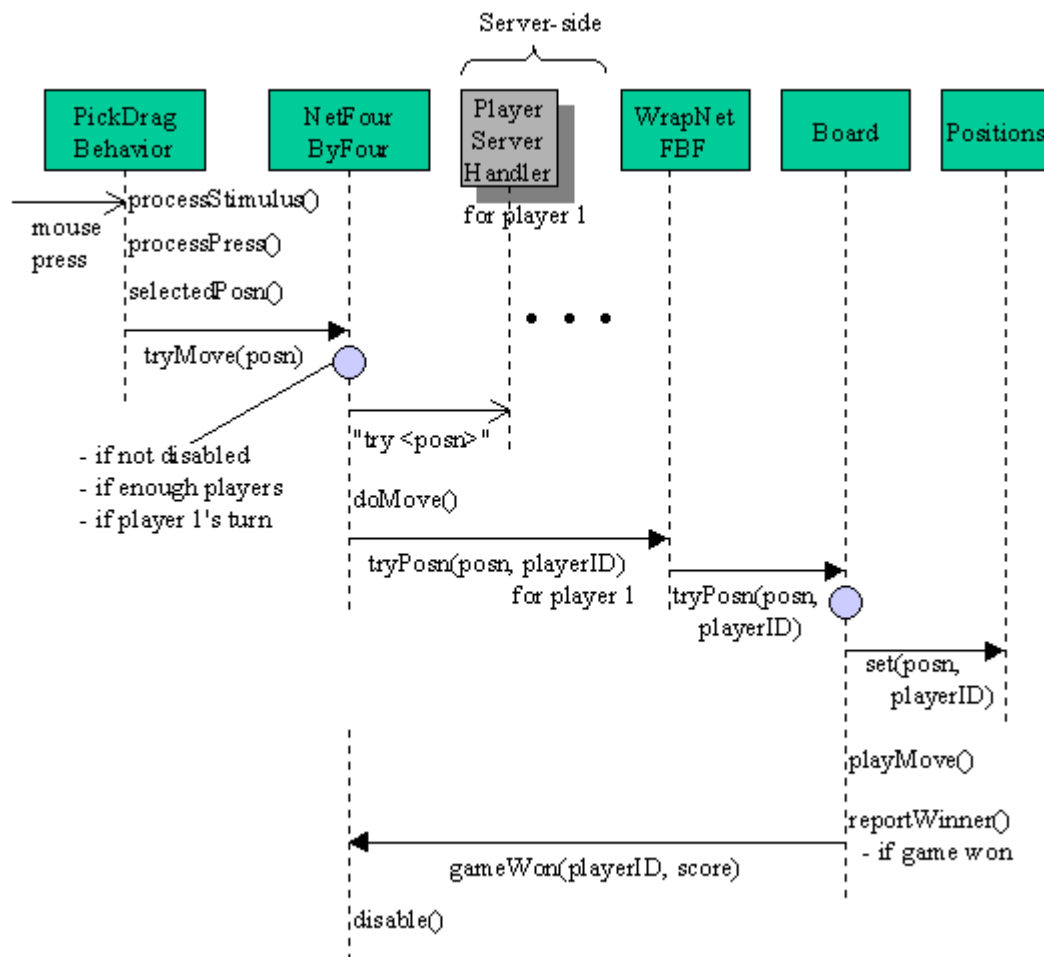 Server-side
PickDrag
Behavior
NetFour
ByFour
Player
Server
Handler
WrapNet
FBF
Board
Positions
for player 1
mouse
press
processStimulus()
processPress()
selectedPosn()
tryMove(posn)
- if not disabled
- if enough players
- if player 1's turn
"try <posn>"
doMove()
tryPosn(posn, playerID)
for player 1
tryPosn(posn,
playerID)
set(posn,
playerID)
playMove()
reportWinner()
- if game won
gameWon(playerID, score)
disable()